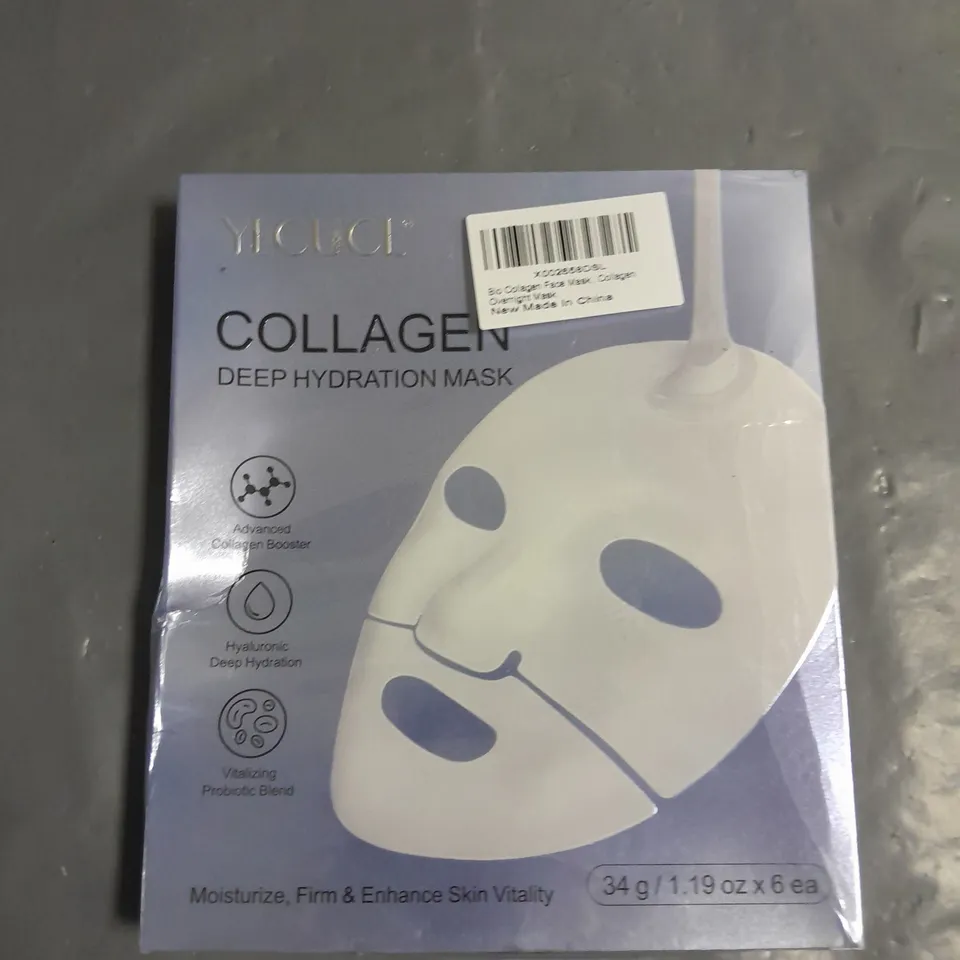 COLLAGEN
DEEP HYDRATION MASK
Bio Collagen Face Mask, Collagen
Overnight Mask
New Made In China
Advanced
Collagen Booster
Hyaluronic
Deep Hydration
Vitalizing
Probiotic Blend
Moisturize, Firm & Enhance Skin Vitality
34 g / 1.19 oz x 6 ea